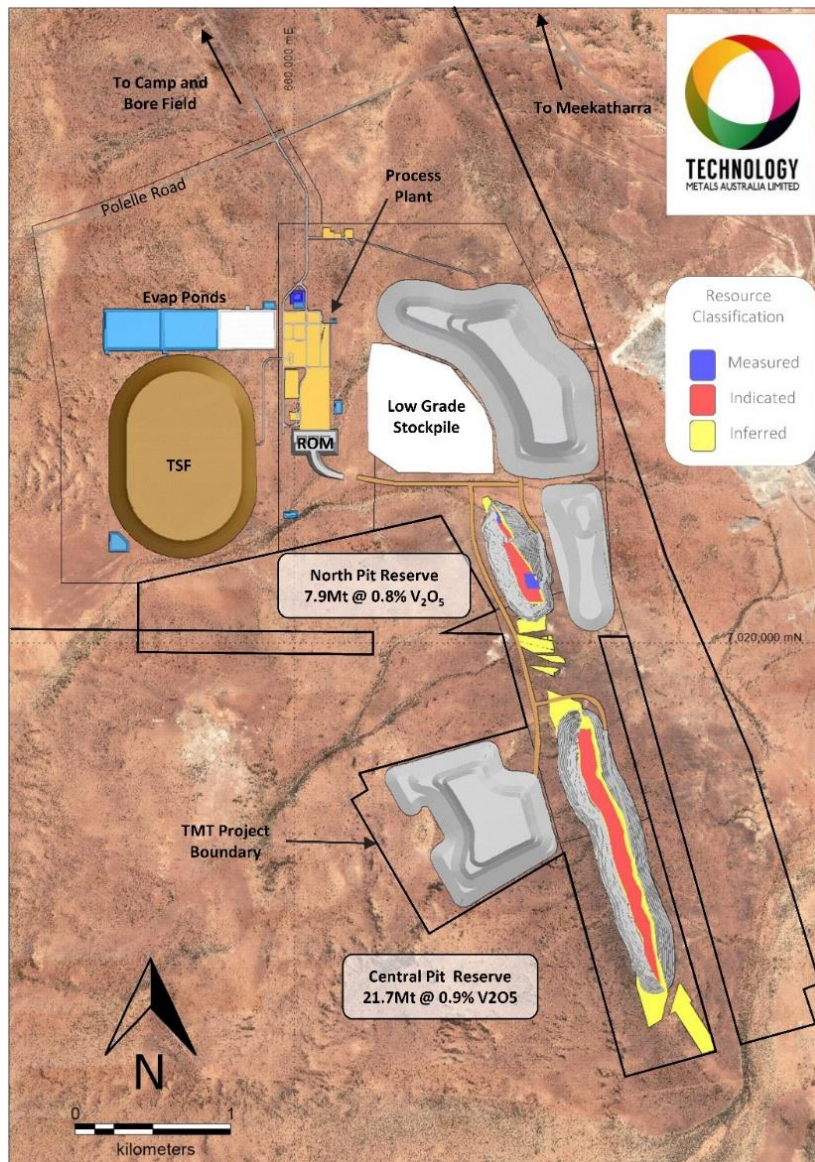 To Camp and
Bore Field
660,000 mE
To Meekatharra
TECHNOLOGY
METALS AUSTRALIA LIMITED
Polelle Road
Process
Plant
Evap Ponds
Resource
Classification
Measured
Indicated
Inferred
Low Grade
Stockpile
ROM
TSF
North Pit Reserve
7.9Mt @ 0.8% V₂O₅
7,020,000 mN
TMT Project
Boundary
Central Pit Reserve
21.7Mt @ 0.9% V2O5
N
0 1
kilometers